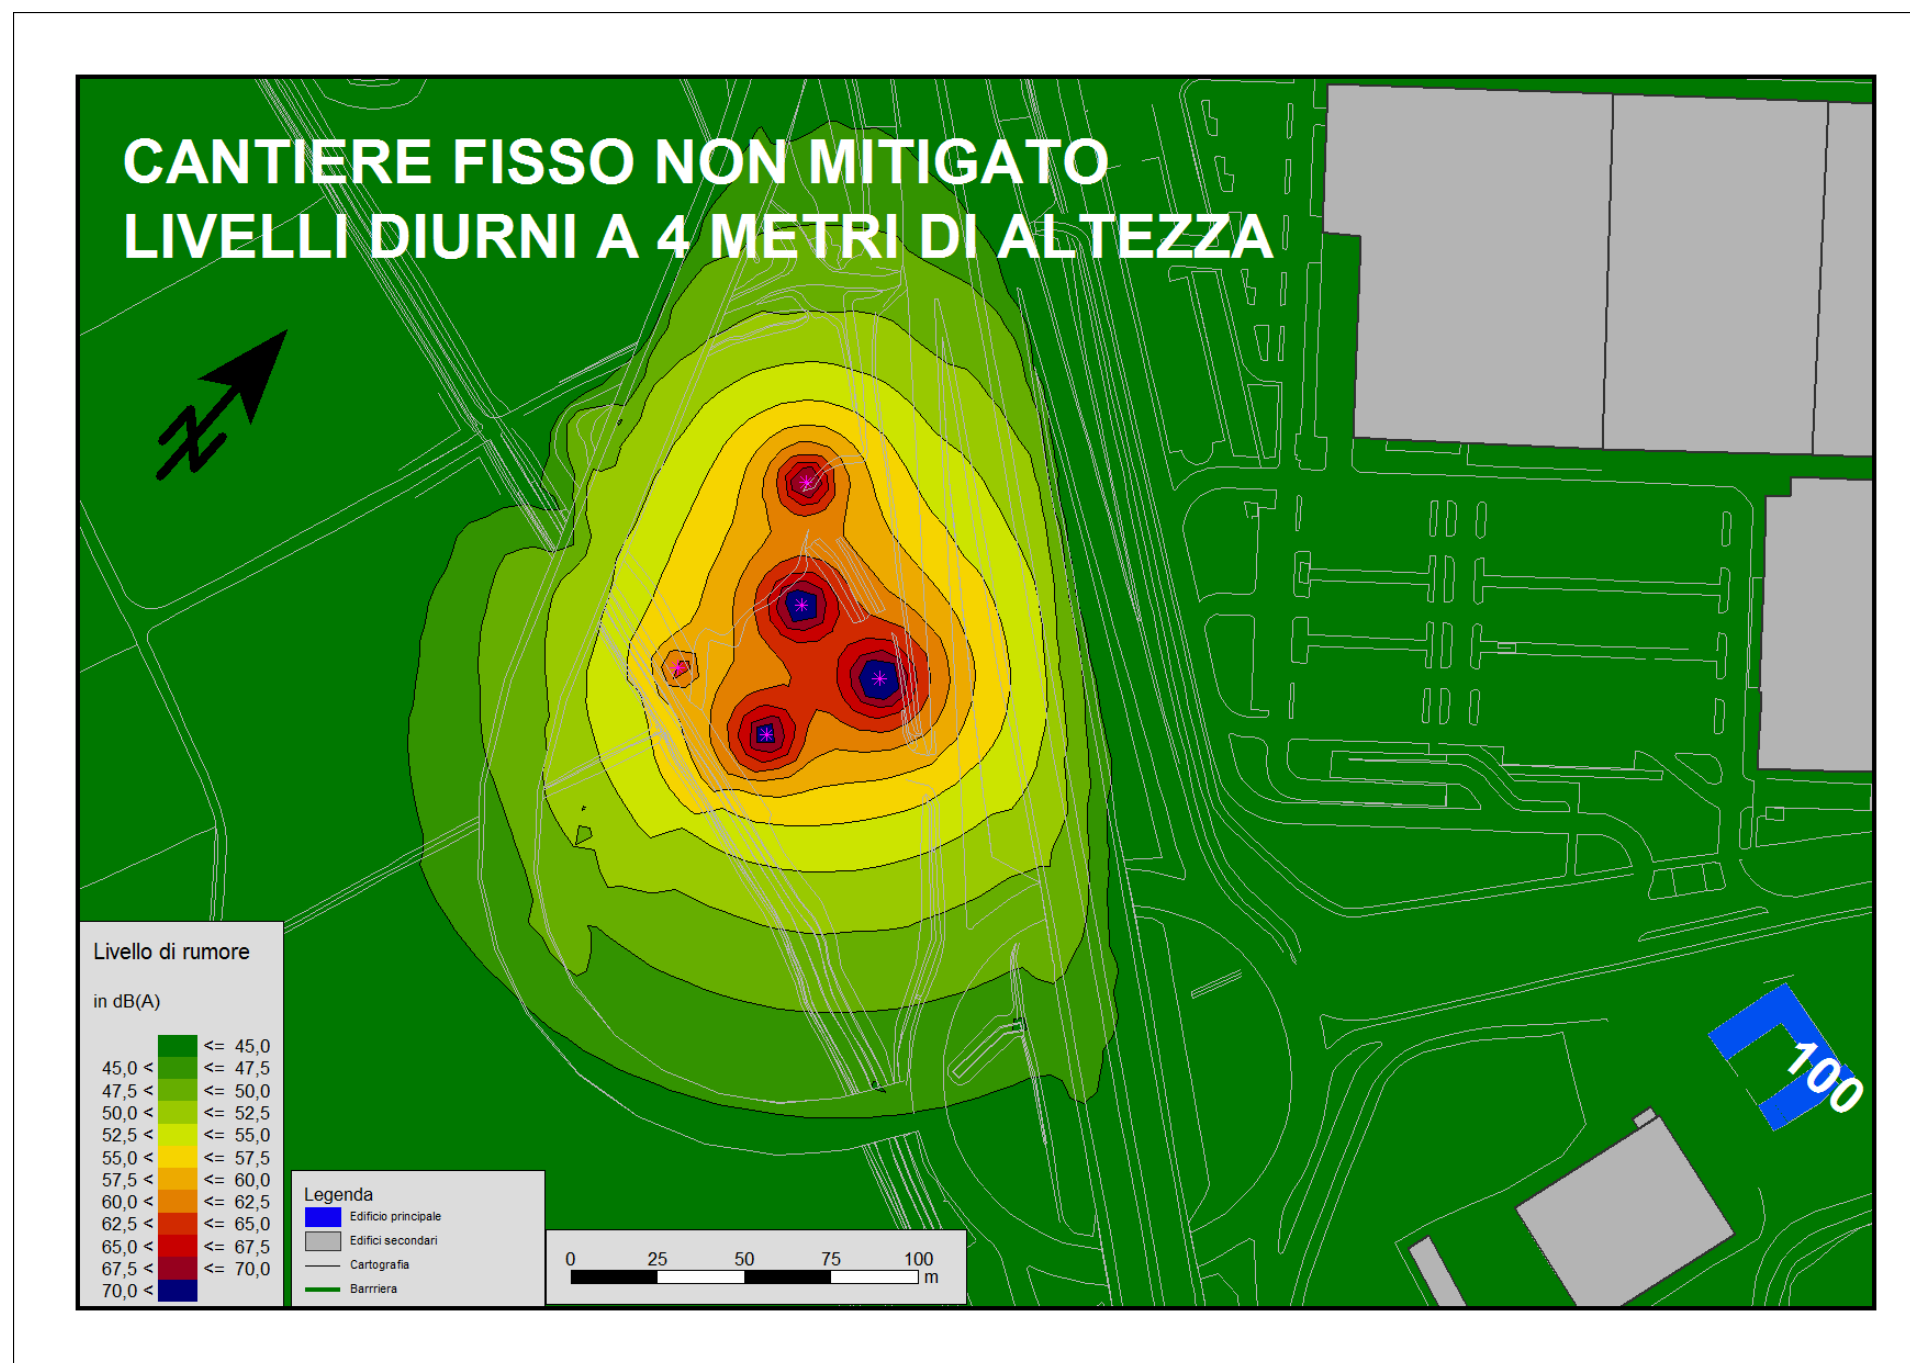 CANTIERE FISSO NON MITIGATO
LIVELLI DIURNI A 4 METRI DI ALTEZZA
N
100
Livello di rumore
in dB(A)
<= 45,0
45,0 < <= 47,5
47,5 < <= 50,0
50,0 < <= 52,5
52,5 < <= 55,0
55,0 < <= 57,5
57,5 < <= 60,0
60,0 < <= 62,5
62,5 < <= 65,0
65,0 < <= 67,5
67,5 < <= 70,0
70,0 <
Legenda
Edificio principale
Edifici secondari
Cartografia
Barrriera
0 25 50 75 100
m